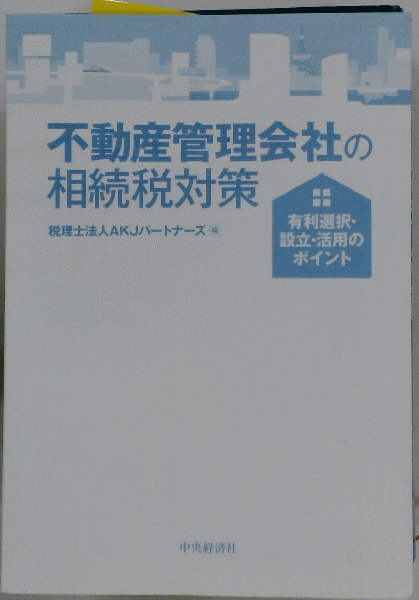 不動産管理会社の
相続税対策
税理士法人AKJパートナーズ 編
有利選択・
設立・活用の
ポイント
中央経済社